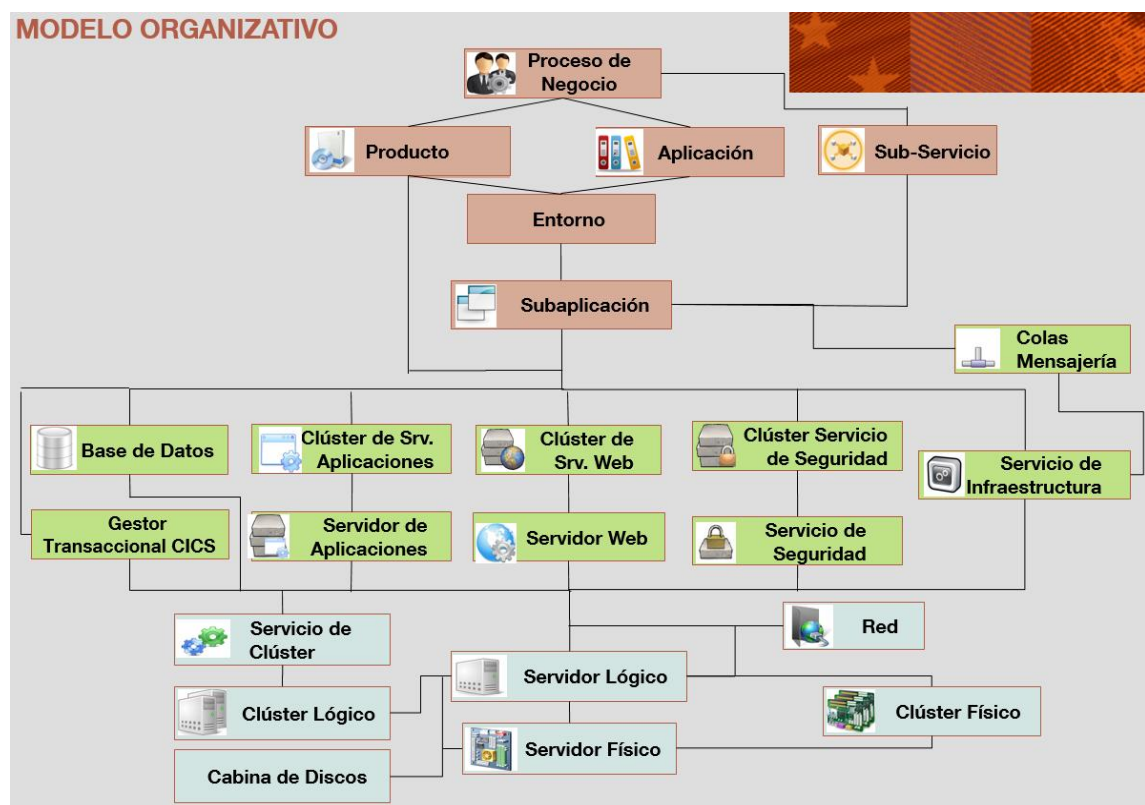 MODELO ORGANIZATIVO
Proceso de
Negocio
Producto
Aplicación
Sub-Servicio
Entorno
Subaplicación
Colas
Mensajería
Base de Datos
Clúster de Srv.
Aplicaciones
Clúster de
Srv. Web
Clúster Servicio
de Seguridad
Servicio de
Infraestructura
Gestor
Transaccional CICS
Servidor de
Aplicaciones
Servidor Web
Servicio de
Seguridad
Servicio de
Clúster
Red
Servidor Lógico
Clúster Lógico
Clúster Físico
Servidor Físico
Cabina de Discos